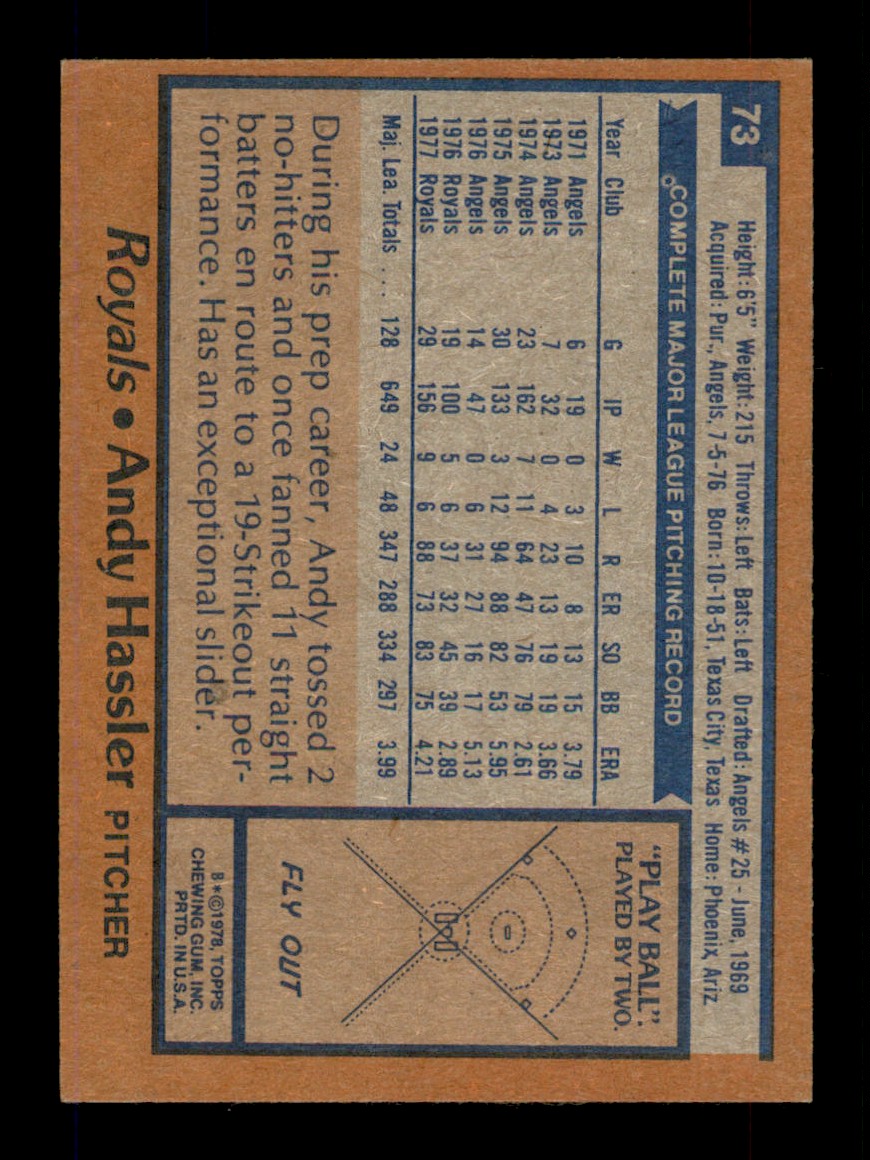 73
Height: 6'5" Weight: 215 Throws: Left Bats: Left Drafted: Angels #25 - June, 1969
Acquired: Pur., Angels, 7-5-76 Born: 10-18-51, Texas City, Texas Home: Phoenix, Ariz.
COMPLETE MAJOR LEAGUE PITCHING RECORD
Year Club G IP W L R ER SO BB ERA
1971 Angels 6 19 0 3 10 8 13 15 3.79
1973 Angels 7 32 0 4 23 13 19 19 3.66
1974 Angels 23 162 7 11 64 47 76 79 2.61
1975 Angels 30 133 3 12 94 88 82 53 5.95
1976 Angels 14 47 0 6 31 27 16 17 5.13
1976 Royals 19 100 5 6 37 32 45 39 2.89
1977 Royals 29 156 9 6 88 73 83 75 4.21
Maj. Lea. Totals .... 128 649 24 48 347 288 334 297 3.99
During his prep career, Andy tossed 2
no-hitters and once fanned 11 straight
batters en route to a 19-Strikeout per-
formance. Has an exceptional slider.
"PLAY BALL".
PLAYED BY TWO.
FLY OUT
B*©1978, TOPPS
CHEWING GUM, INC.
PRTD. IN U.S.A.
Royals • Andy Hassler PITCHER